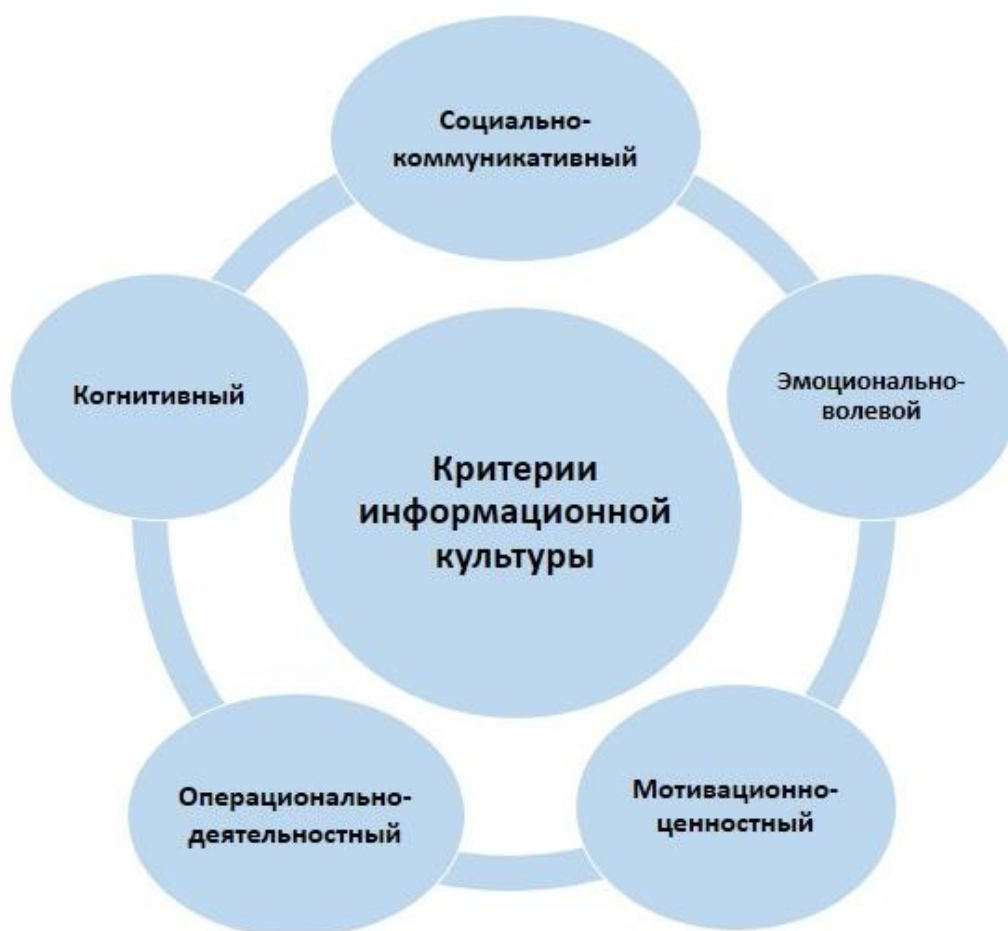 Социально-
коммуникативный
Когнитивный
Эмоционально-
волевой
Критерии
информационной
культуры
Операционально-
деятельностный
Мотивационно-
ценностный